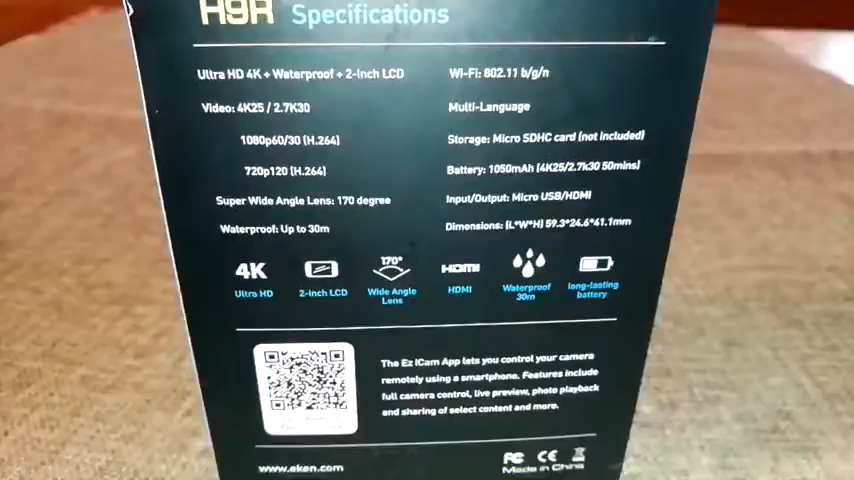 H9R Specifications
Ultra HD 4K + Waterproof + 2-inch LCD
Video: 4K25 / 2.7K30
1080p60/30 (H.264)
720p120 (H.264)
Super Wide Angle Lens: 170 degree
Waterproof: Up to 30m
Wi-Fi: 802.11 b/g/n
Multi-Language
Storage: Micro SDHC card (not included)
Battery: 1050mAh (4K25/2.7K30 50mins)
Input/Output: Micro USB/HDMI
Dimensions: (L*W*H) 59.3*24.6*41.1mm
4K
Ultra HD
2-inch LCD
170°
Wide Angle
Lens
HDMI
HDMI
Waterproof
30m
long-lasting
battery
The Ez iCam App lets you control your camera
remotely using a smartphone. Features include
full camera control, live preview, photo playback
and sharing of select content and more.
www.eken.com
FC CE
Made in China